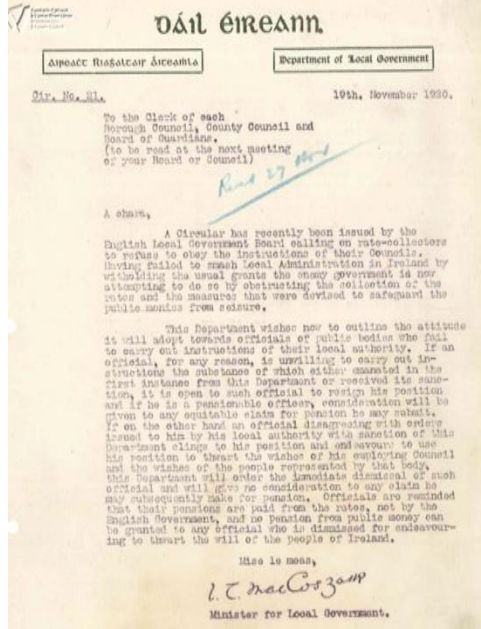 DÁIL ÉIREANN
AIREACT RIAGALTAIS ÁITEAMLA
Department of Local Government
Cir. No. 21.
19th. November 1920.
To the Clerk of each
Borough Council, County Council and
Board of Guardians.
(to be read at the next meeting
of your Board or Council)
Read 27 Nov
A chara,
A Circular has recently been issued by the
English Local Government Board calling on rate-collectors
to refuse to obey the instructions of their Councils.
Having failed to smash Local Administration in Ireland by
withholding the usual grants the enemy government is now
attempting to do so by obstructing the collection of the
rates and the measures that were devised to safeguard the
public monies from seizure.
This Department wishes now to outline the attitude
it will adopt towards officials of public bodies who fail
to carry out instructions of their local authority. If an
official, for any reason, is unwilling to carry out in-
structions the substance of which either emanated in the
first instance from this Department or received its sanc-
tion, it is open to such official to resign his position
and if he is a pensionable officer, consideration will be
given to any equitable claim for pension he may submit.
If on the other hand an official disagreeing with orders
issued to him by his local authority with sanction of this
Department clings to his position and endeavours to use
his position to thwart the wishes of his employing Council
and the wishes of the people represented by that body,
this Department will order the immediate dismissal of such
official and will give no consideration to any claim he
may subsequently make for pension. Officials are reminded
that their pensions are paid from the rates, not by the
English Government, and no pension from public money can
be granted to any official who is dismissed for endeavour-
ing to thwart the will of the people of Ireland.
Mise le meas,
Minister for Local Government.